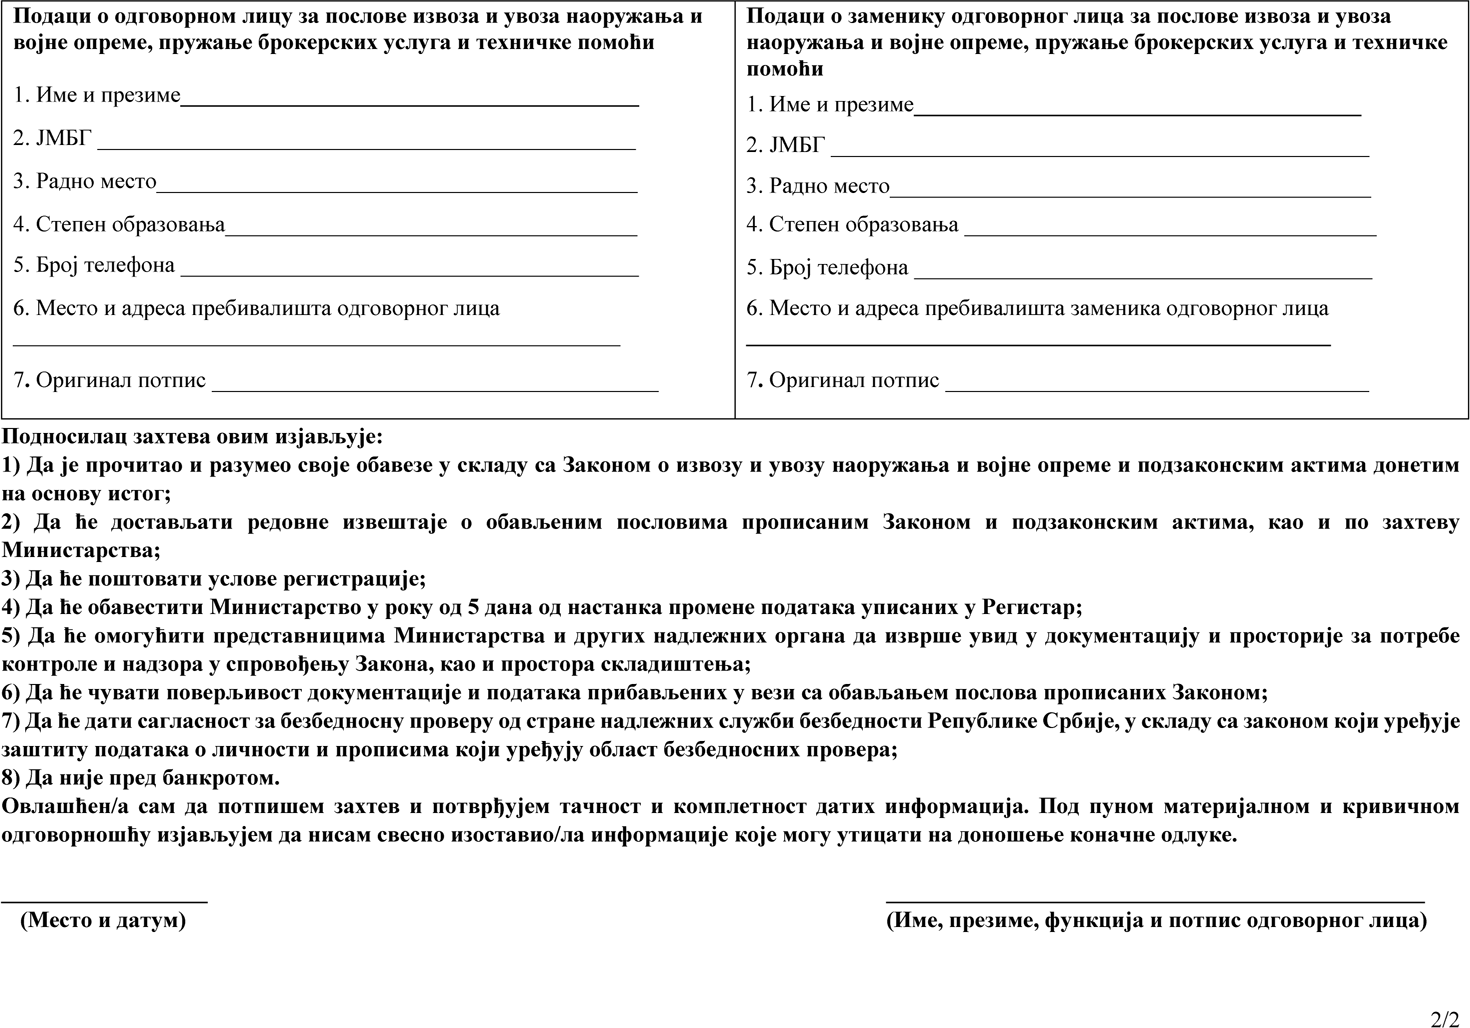 Подаци о одговорном лицу за послове извоза и увоза наоружања и
војне опреме, пружање брокерских услуга и техничке помоћи
1. Име и презиме
2. ЈМБГ
3. Радно место
4. Степен образовања
5. Број телефона
6. Место и адреса пребивалишта одговорног лица
7. Оригинал потпис
Подаци о заменику одговорног лица за послове извоза и увоза
наоружања и војне опреме, пружање брокерских услуга и техничке
помоћи
1. Име и презиме
2. ЈМБГ
3. Радно место
4. Степен образовања
5. Број телефона
6. Место и адреса пребивалишта заменика одговорног лица
7. Оригинал потпис
Подносилац захтева овим изјављује:
1) Да је прочитао и разумео своје обавезе у складу са Законом о извозу и увозу наоружања и војне опреме и подзаконским актима донетим
на основу истог;
2) Да ће достављати редовне извештаје о обављеним пословима прописаним Законом и подзаконским актима, као и по захтеву
Министарства;
3) Да ће поштовати услове регистрације;
4) Да ће обавестити Министарство у року од 5 дана од настанка промене података уписаних у Регистар;
5) Да ће омогућити представницима Министарства и других надлежних органа да изврше увид у документацију и просторије за потребе
контроле и надзора у спровођењу Закона, као и простора складиштења;
6) Да ће чувати поверљивост документације и података прибављених у вези са обављањем послова прописаних Законом;
7) Да ће дати сагласност за безбедносну проверу од стране надлежних служби безбедности Републике Србије, у складу са законом који уређује
заштиту података о личности и прописима који уређују област безбедносних провера;
8) Да није пред банкротом.
Овлашћен/а сам да потпишем захтев и потврђујем тачност и комплетност датих информација. Под пуном материјалном и кривичном
одговорношћу изјављујем да нисам свесно изоставио/ла информације које могу утицати на доношење коначне одлуке.
(Место и датум)
(Име, презиме, функција и потпис одговорног лица)
2/2